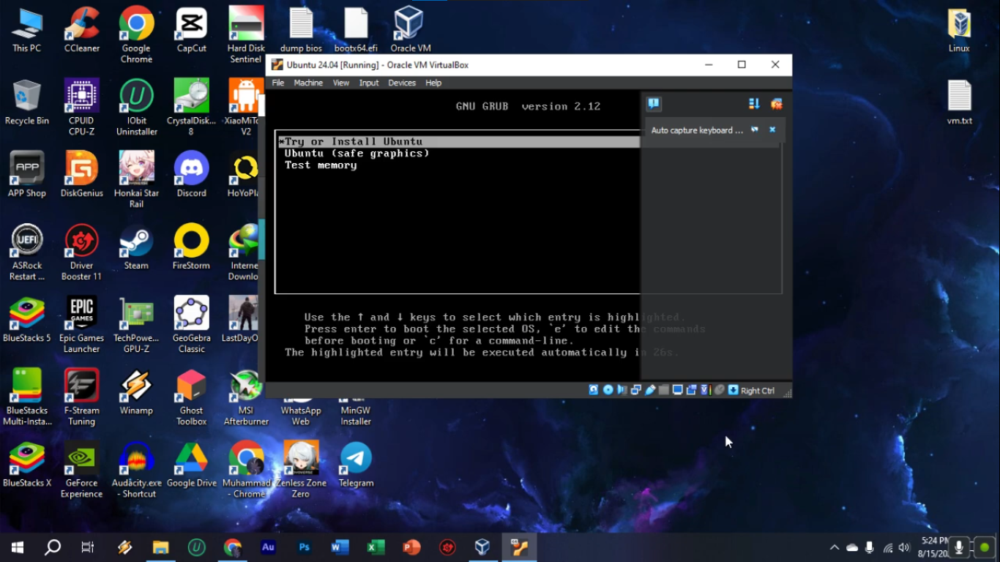 This PC
CCleaner
Google
Chrome
CapCut
Hard Disk
Sentinel
dump bios
bootx64.efi
Oracle VM
Linux
Ubuntu 24.04 [Running] - Oracle VM VirtualBox
File Machine View Input Devices Help
GNU GRUB version 2.12
Auto capture keyboard ...
*Try or Install Ubuntu
Ubuntu (safe graphics)
Test memory
Use the ↑ and ↓ keys to select which entry is highlighted.
Press enter to boot the selected OS, `e' to edit the commands
before booting or `c' for a command-line.
The highlighted entry will be executed automatically in 26s.
Right Ctrl
Recycle Bin
CPUID
CPU-Z
IObit
Uninstaller
CrystalDisk...
8
XiaoMiTo
V2
vm.txt
APP
APP Shop
DiskGenius
Honkai Star
Rail
Discord
HoYoPla
UEFI
ASRock
Restart ...
Driver
Booster 11
Steam
FireStorm
Interne
Downlo
BlueStacks 5
EPIC
GAMES
Epic Games
Launcher
TechPowe...
GPU-Z
GeoGebra
Classic
LastDayO
BlueStacks
Multi-Insta...
F-Stream
Tuning
Winamp
Ghost
Toolbox
MSI
Afterburner
WhatsApp
Web
MinGW
Installer
BlueStacks X
GeForce
Experience
Audacity.exe
- Shortcut
Google Drive
Muhammad
- Chrome
Zenless Zone
Zero
Telegram
Au
Ps
5:24 PM
8/15/20